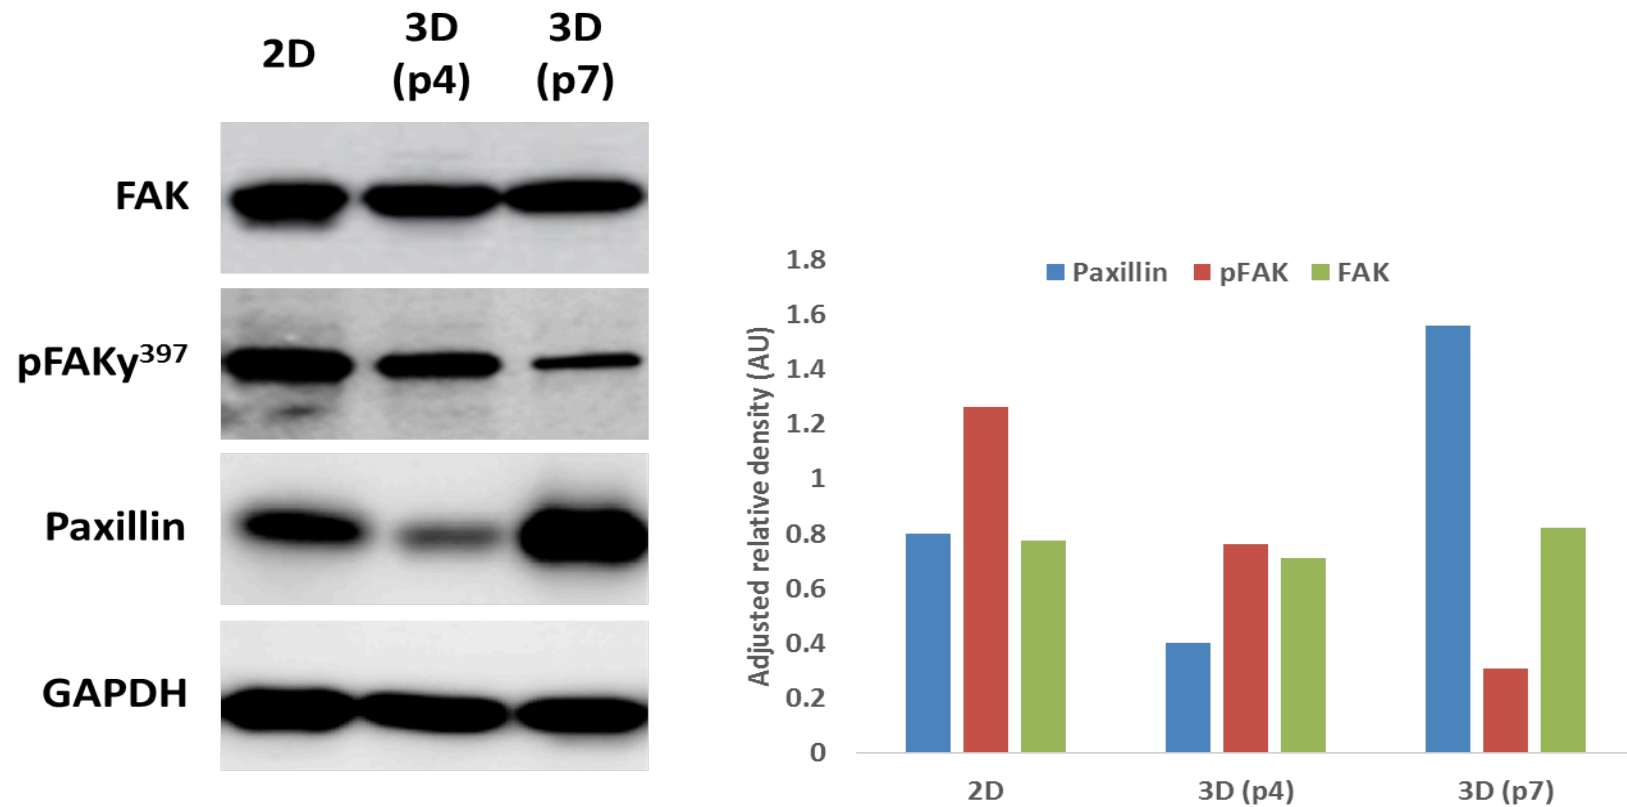 2D
3D
(p4)
3D
(p7)
FAK
pFAKy³⁹⁷
Paxillin
GAPDH
Paxillin pFAK FAK
Adjusted relative density (AU)
1.8
1.6
1.4
1.2
1
0.8
0.6
0.4
0.2
0
2D 3D (p4) 3D (p7)